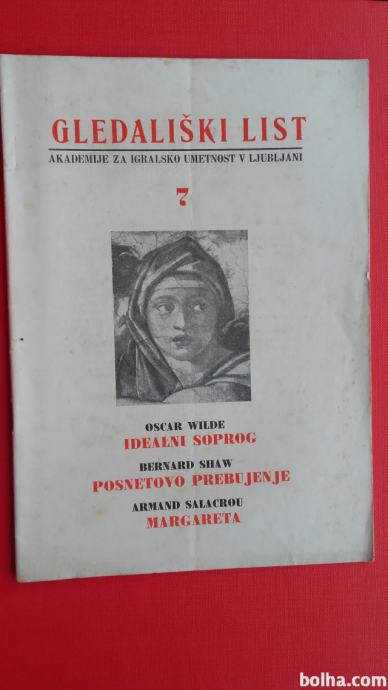 GLEDALIŠKI LIST
AKADEMIJE ZA IGRALSKO UMETNOST V LJUBLJANI
7
OSCAR WILDE
IDEALNI SOPROG
BERNARD SHAW
POSNETOVO PREBUJENJE
ARMAND SALACROU
MARGARETA
bolha.com